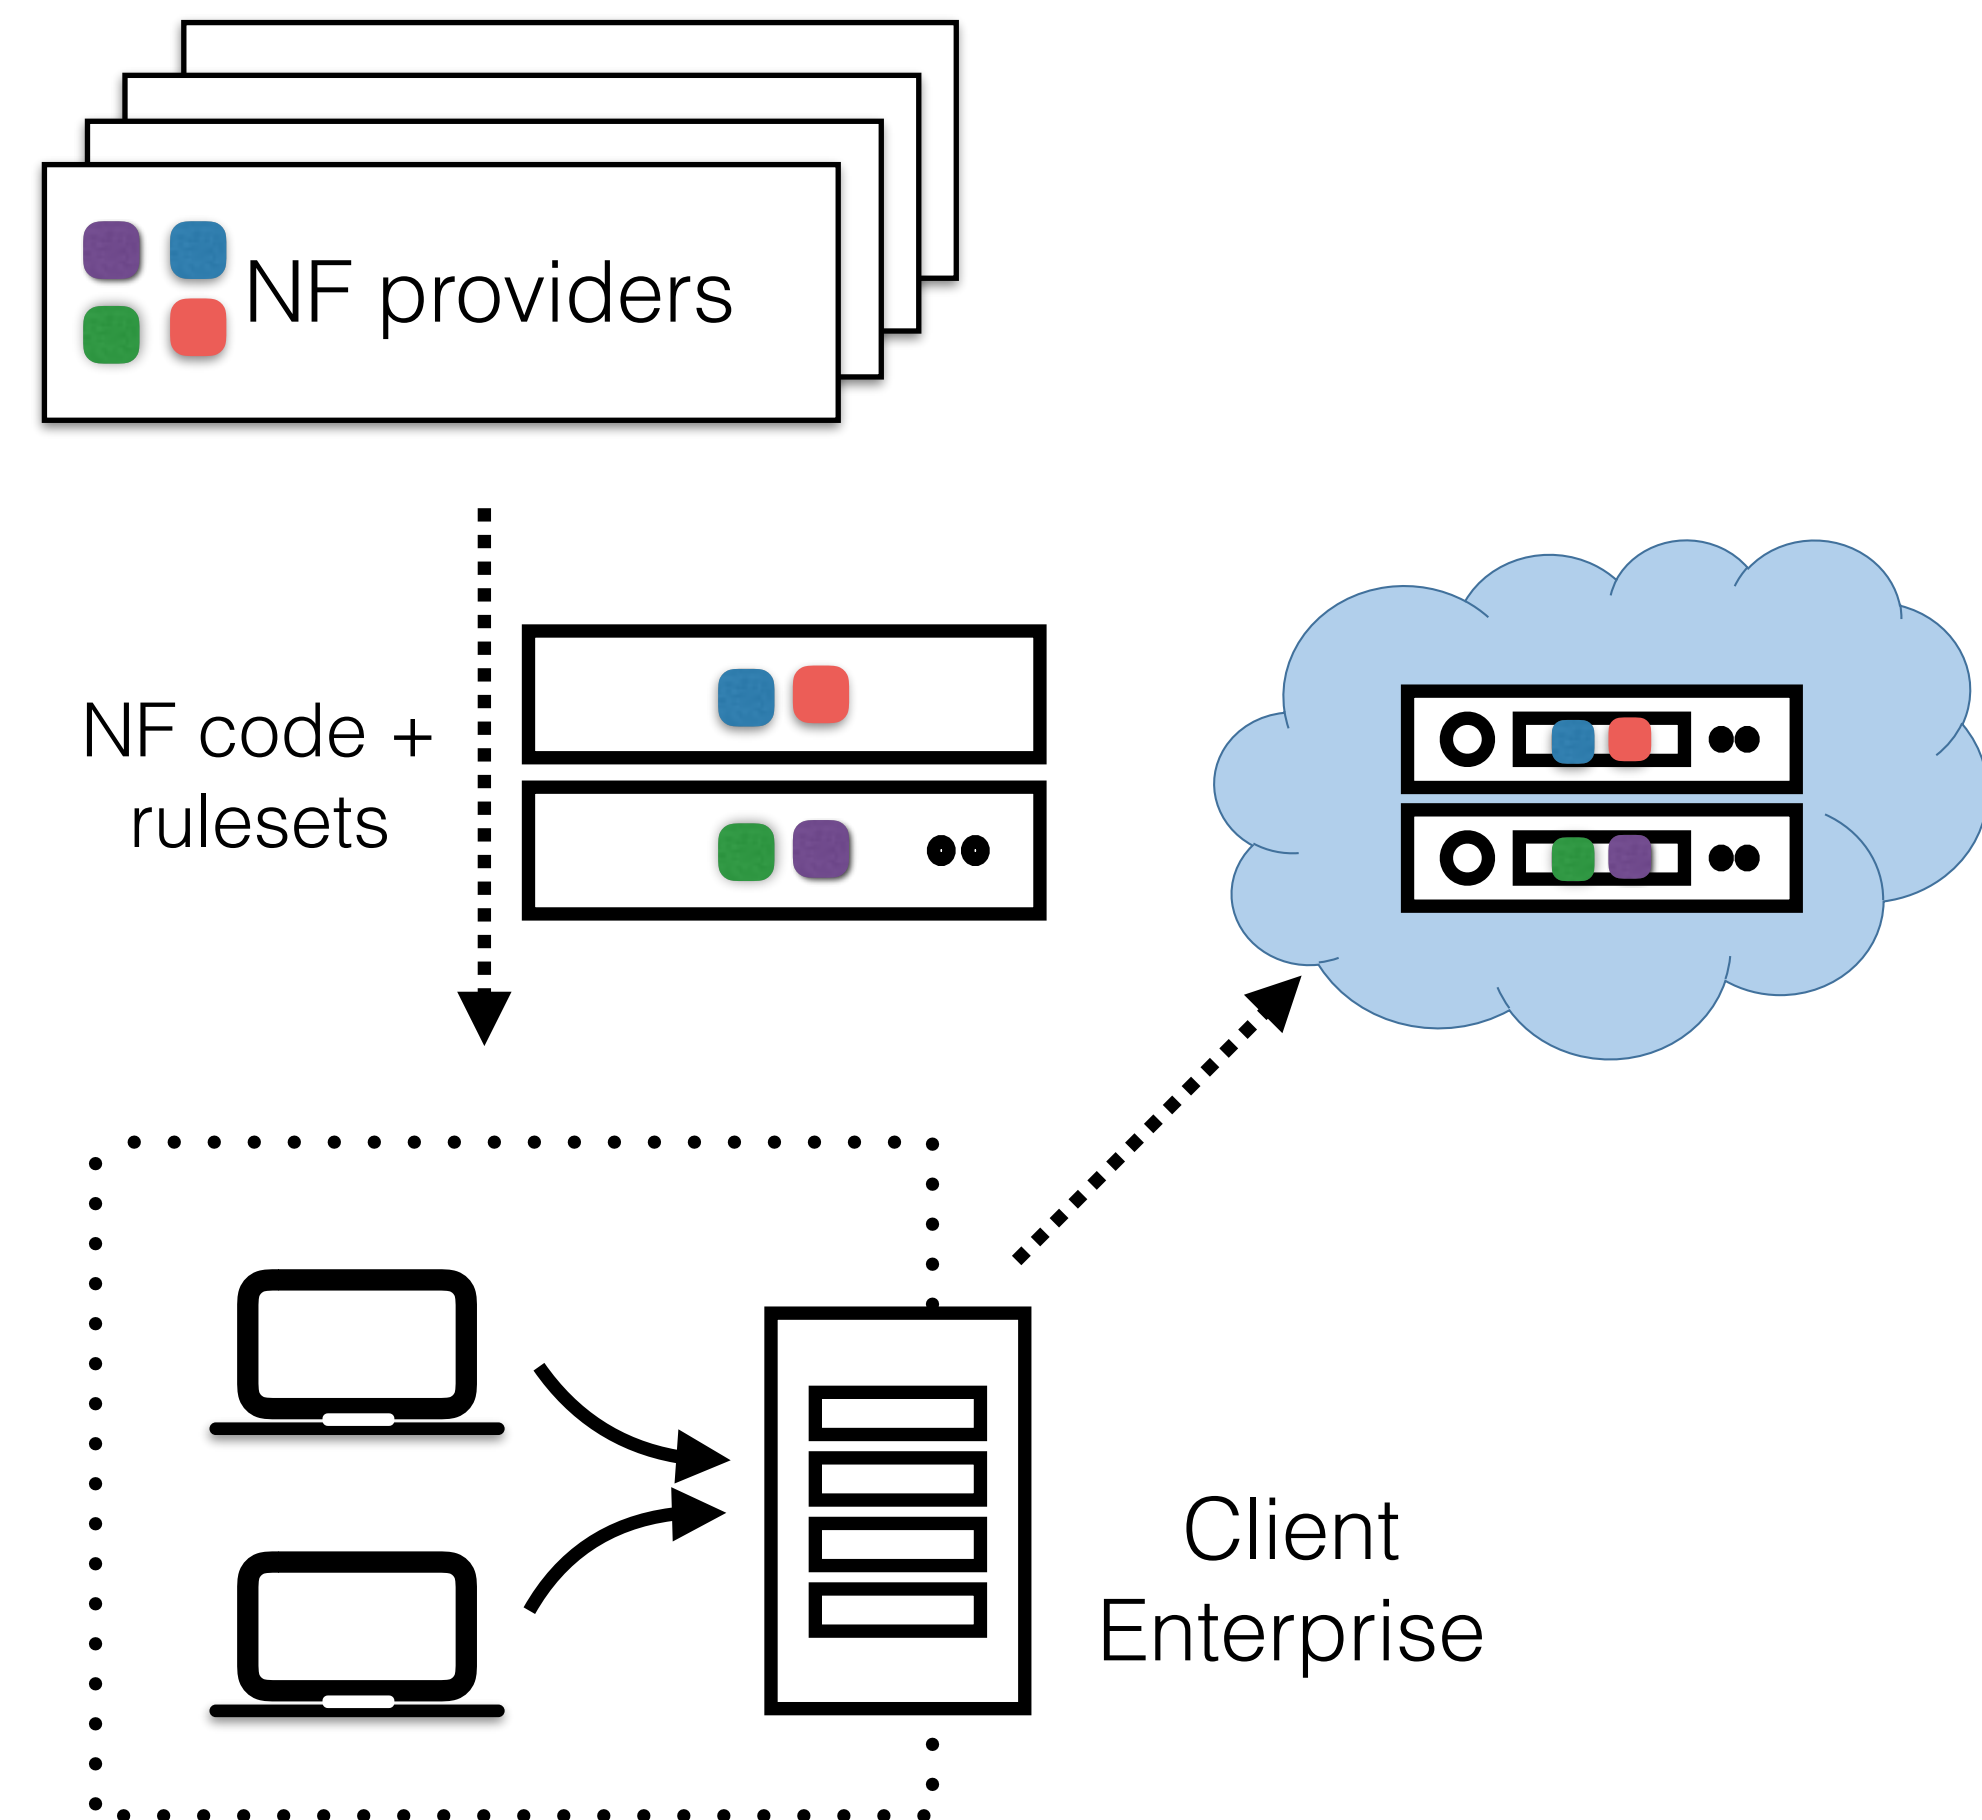 NF providers
NF code +
rulesets
Client
Enterprise